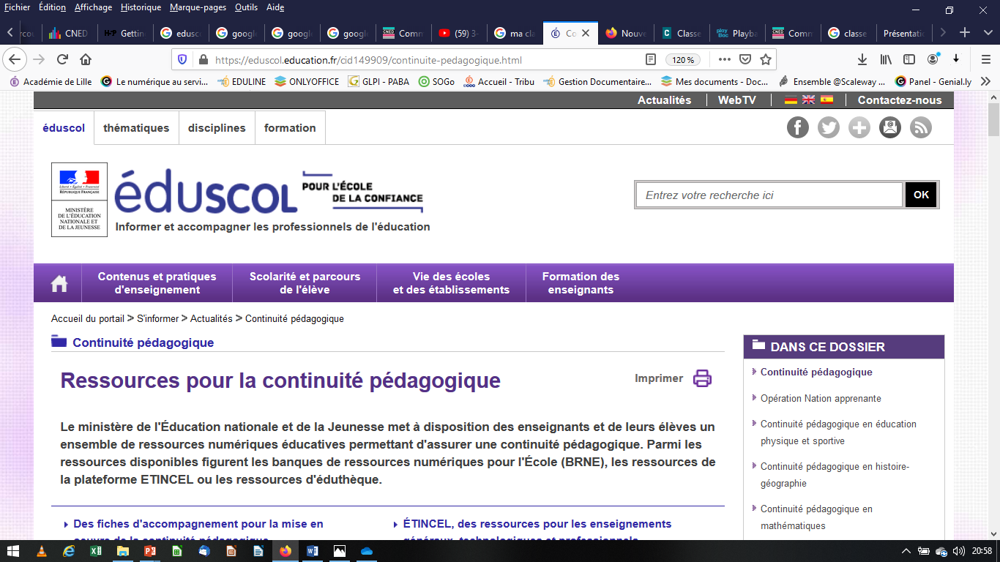 Fichier Édition Affichage Historique Marque-pages Outils Aide
CNED
Gettin
edusc
google
google
google
Comm
(59) 3-
ma cla
Co
Nouve
Classe
Playba
Comm
classe
Présentatio
https://eduscol.education.fr/cid149909/continuite-pedagogique.html
120 %
Académie de Lille
Le numérique au servi...
EDULINE
ONLYOFFICE
GLPI - PABA
SOGo
Accueil - Tribu
Gestion Documentaire...
Mes documents - Doc...
Ensemble @Scaleway ...
Panel - Genial.ly
Actualités
WebTV
Contactez-nous
éduscol
thématiques
disciplines
formation
Liberté • Égalité • Fraternité
RÉPUBLIQUE FRANÇAISE
MINISTÈRE
DE L'ÉDUCATION
NATIONALE ET
DE LA JEUNESSE
éduscol
POUR L'ÉCOLE
DE LA CONFIANCE
Informer et accompagner les professionnels de l'éducation
Entrez votre recherche ici
OK
Contenus et pratiques
d'enseignement
Scolarité et parcours
de l'élève
Vie des écoles
et des établissements
Formation des
enseignants
Accueil du portail > S'informer > Actualités > Continuité pédagogique
Continuité pédagogique
Ressources pour la continuité pédagogique
Imprimer
Le ministère de l'Éducation nationale et de la Jeunesse met à disposition des enseignants et de leurs élèves un
ensemble de ressources numériques éducatives permettant d'assurer une continuité pédagogique. Parmi les
ressources disponibles figurent les banques de ressources numériques pour l'École (BRNE), les ressources de
la plateforme ETINCEL ou les ressources d'éduthèque.
Des fiches d'accompagnement pour la mise en
oeuvre de la continuité pédagogique
ÉTINCEL, des ressources pour les enseignements
généraux, technologiques et professionnels
DANS CE DOSSIER
Continuité pédagogique
Opération Nation apprenante
Continuité pédagogique en éducation
physique et sportive
Continuité pédagogique en histoire-
géographie
Continuité pédagogique en
mathématiques
20:58